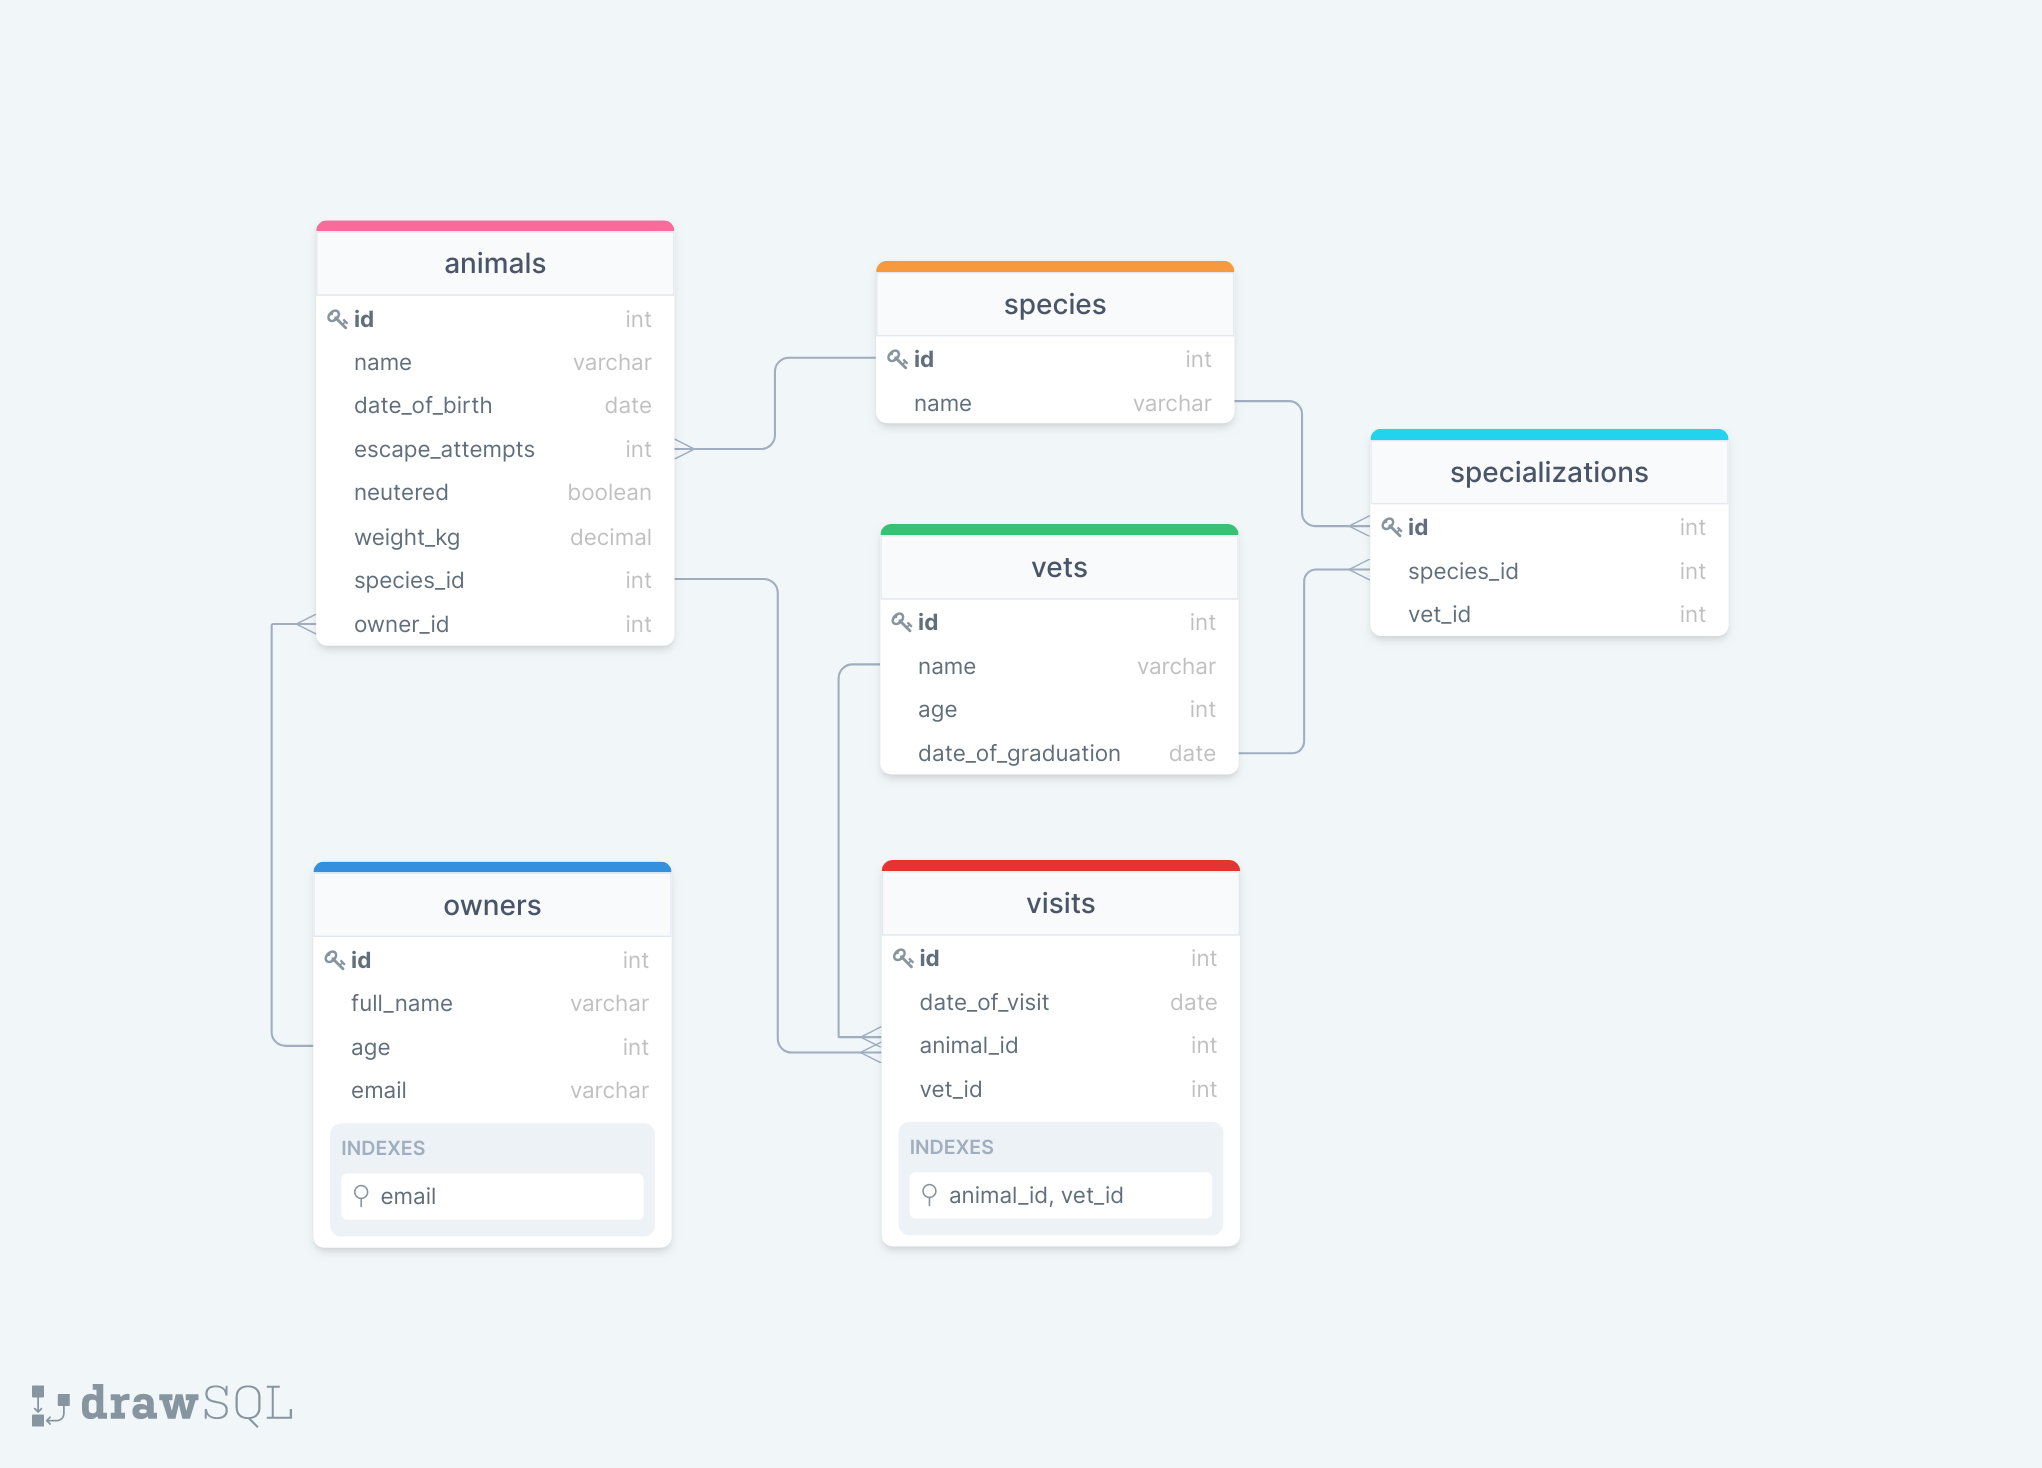 animals
id int
name varchar
date_of_birth date
escape_attempts int
neutered boolean
weight_kg decimal
species_id int
owner_id int
species
id int
name varchar
specializations
id int
species_id int
vet_id int
vets
id int
name varchar
age int
date_of_graduation date
owners
id int
full_name varchar
age int
email varchar
INDEXES
email
visits
id int
date_of_visit date
animal_id int
vet_id int
INDEXES
animal_id, vet_id
drawSQL